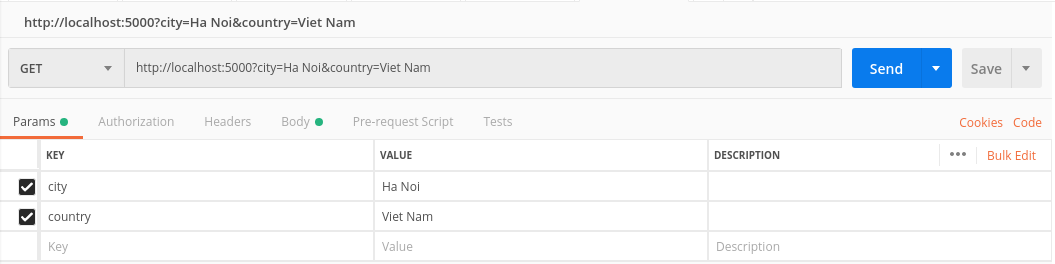 http://localhost:5000?city=Ha Noi&country=Viet Nam
GET http://localhost:5000?city=Ha Noi&country=Viet Nam Send Save
Params Authorization Headers Body Pre-request Script Tests Cookies Code
KEY VALUE DESCRIPTION ••• Bulk Edit
city Ha Noi
country Viet Nam
Key Value Description